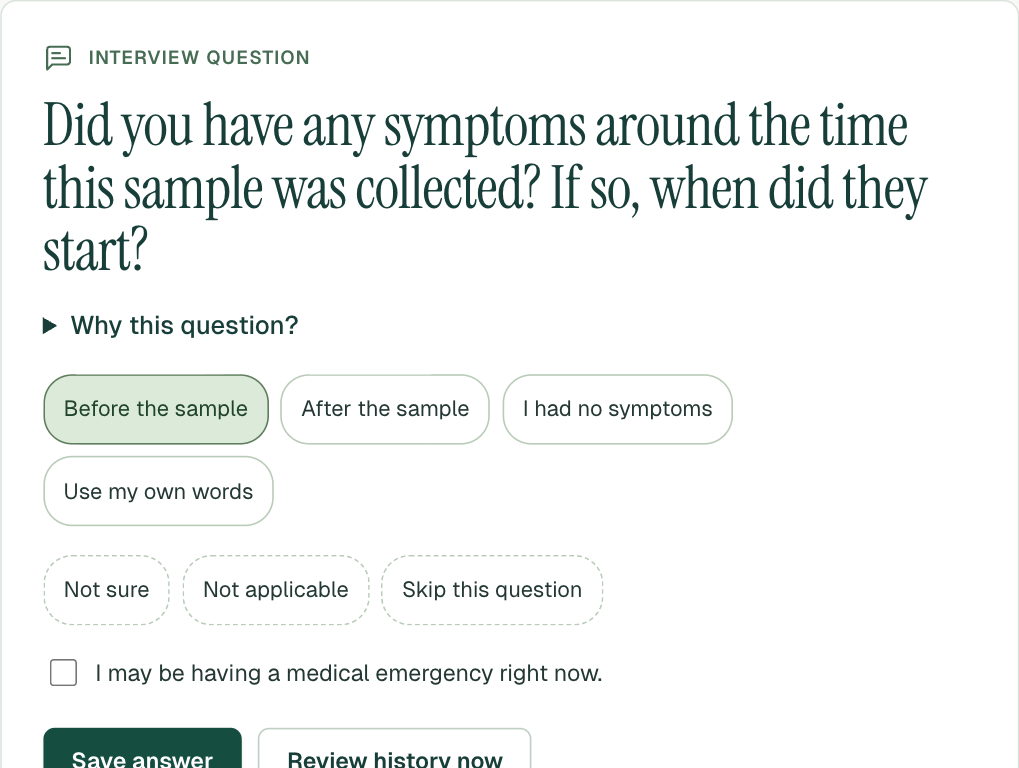 INTERVIEW QUESTION
Did you have any symptoms around the time
this sample was collected? If so, when did they
start?
Why this question?
Before the sample
After the sample
I had no symptoms
Use my own words
Not sure
Not applicable
Skip this question
I may be having a medical emergency right now.
Save answer
Review history now